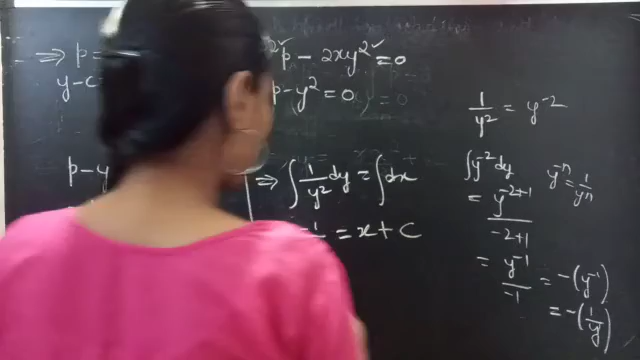 ⇒ p =
y - c
p - y
²p - 2xy² = 0
p - y² = 0
⇒ ∫ 1/y² dy = ∫ dx
= x + c
1/y² = y⁻²
∫ y⁻² dy
= y⁻²⁺¹/-2+1
y⁻ⁿ = 1/yⁿ
= y⁻¹/-1 = -(y⁻¹)
= -(1/y)